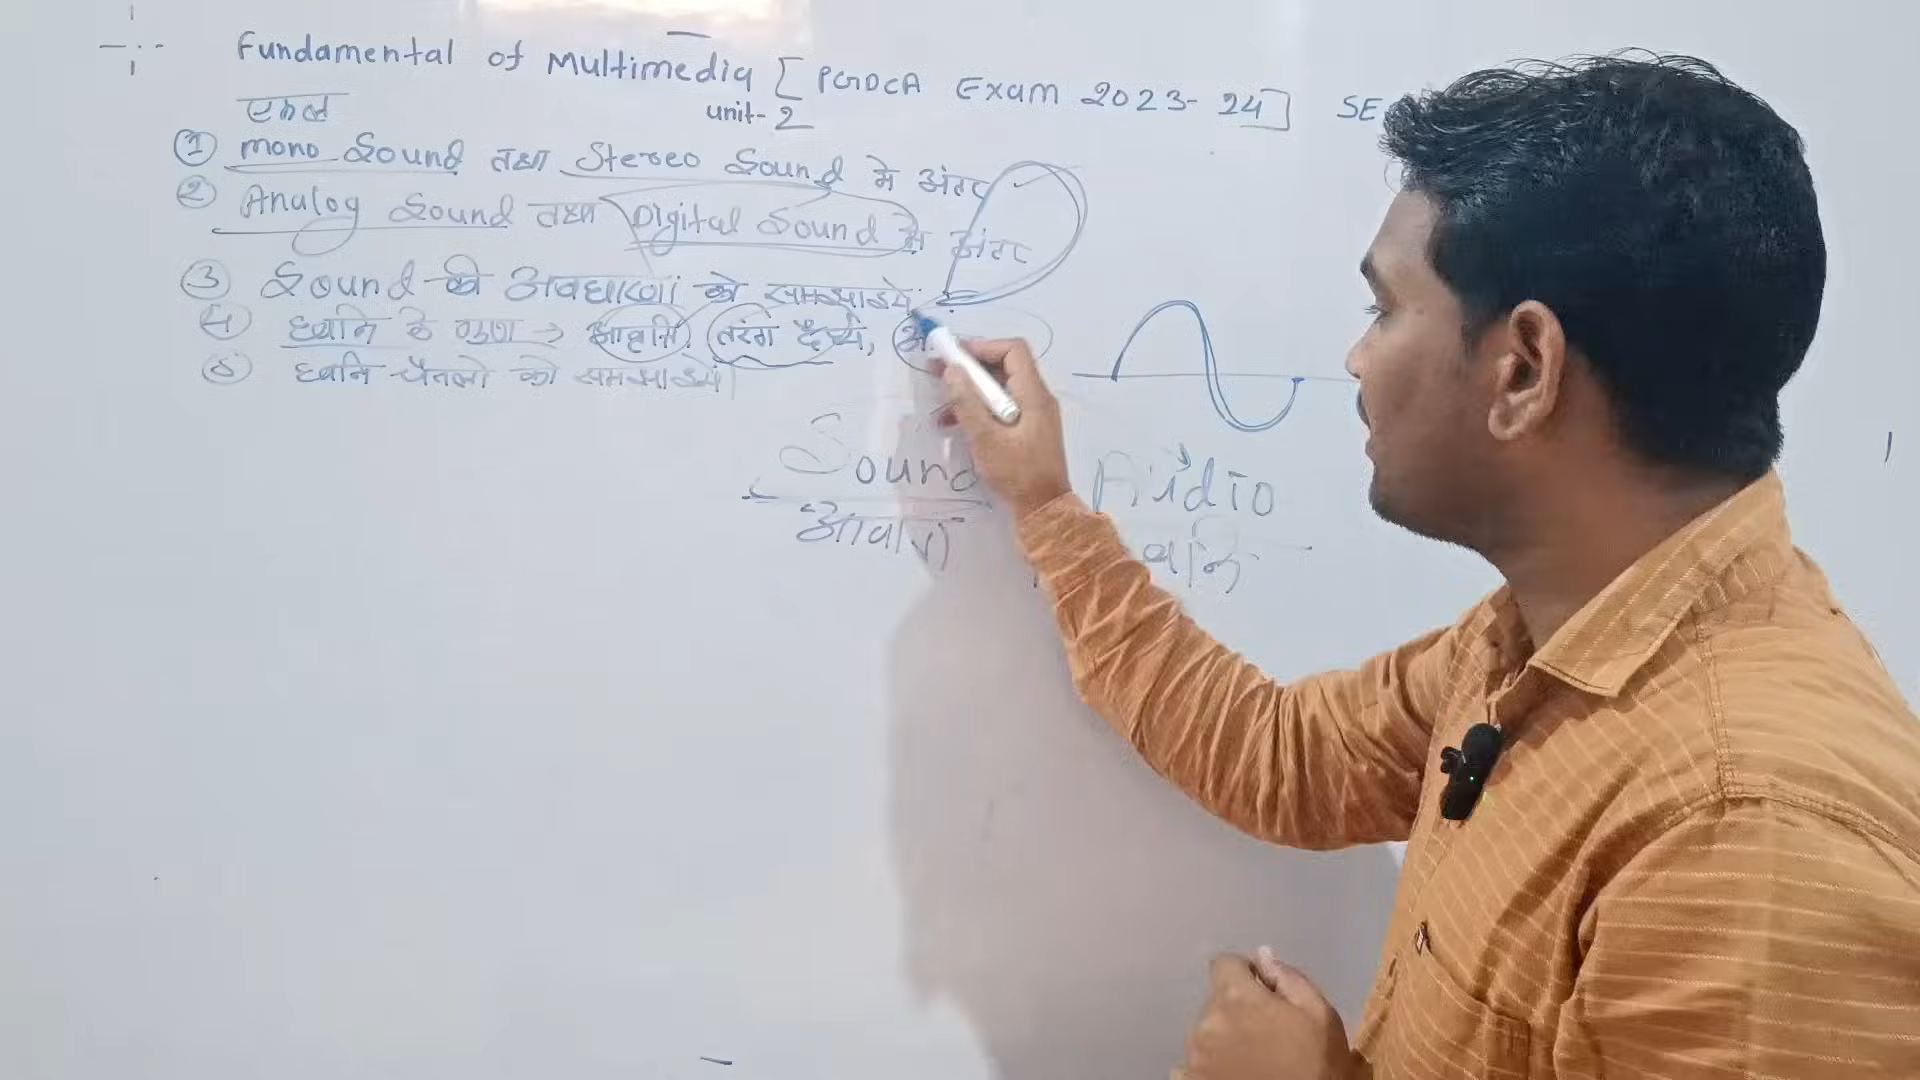 Fundamental of Multimedia [PGDCA Exam 2023-24] SE
एकल unit-2
① mono Sound तथा Stereo Sound मे अंतर
② Analog Sound तथा Digital Sound मे अंतर
③ Sound की अवधारणा को समझाइये
④ ध्वनि के गुण → आवृत्ति, तरंग दैर्ध्य,
⑤ ध्वनि चैनलो को समझाइये
Sound Aidio
आवाज